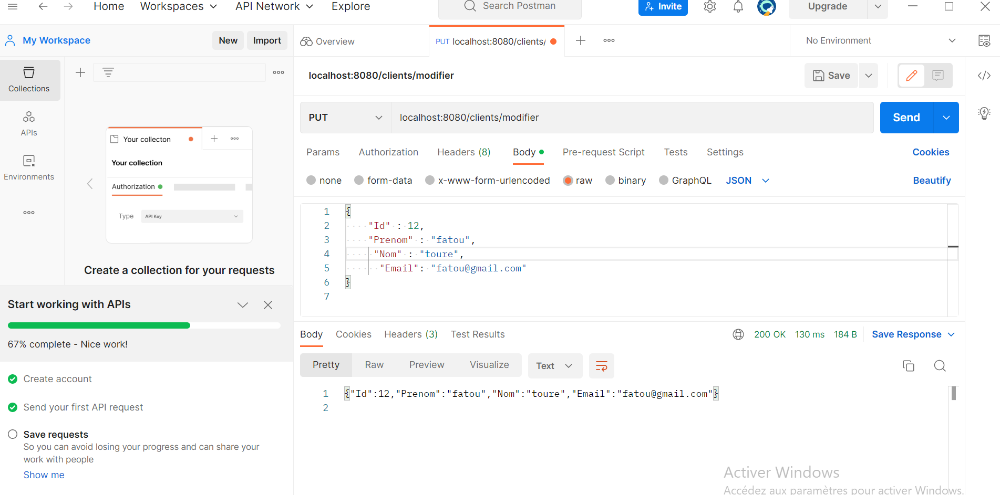 Home Workspaces API Network Explore Search Postman Invite Upgrade
My Workspace New Import Overview PUT localhost:8080/clients/ No Environment
Collections
APIs
Environments
Your collecton
Your collection
Authorization
Type API Key
Create a collection for your requests
Start working with APIs
67% complete - Nice work!
Create account
Send your first API request
Save requests
So you can avoid losing your progress and can share your
work with people
Show me
localhost:8080/clients/modifier Save
PUT localhost:8080/clients/modifier Send
Params Authorization Headers (8) Body Pre-request Script Tests Settings Cookies
none form-data x-www-form-urlencoded raw binary GraphQL JSON Beautify
1 {
2 "Id" : 12,
3 "Prenom" : "fatou",
4 "Nom" : "toure",
5 "Email": "fatou@gmail.com"
6 }
7
Body Cookies Headers (3) Test Results 200 OK 130 ms 184 B Save Response
Pretty Raw Preview Visualize Text
1 {"Id":12,"Prenom":"fatou","Nom":"toure","Email":"fatou@gmail.com"}
2
Activer Windows
Accédez aux paramètres pour activer Windows.